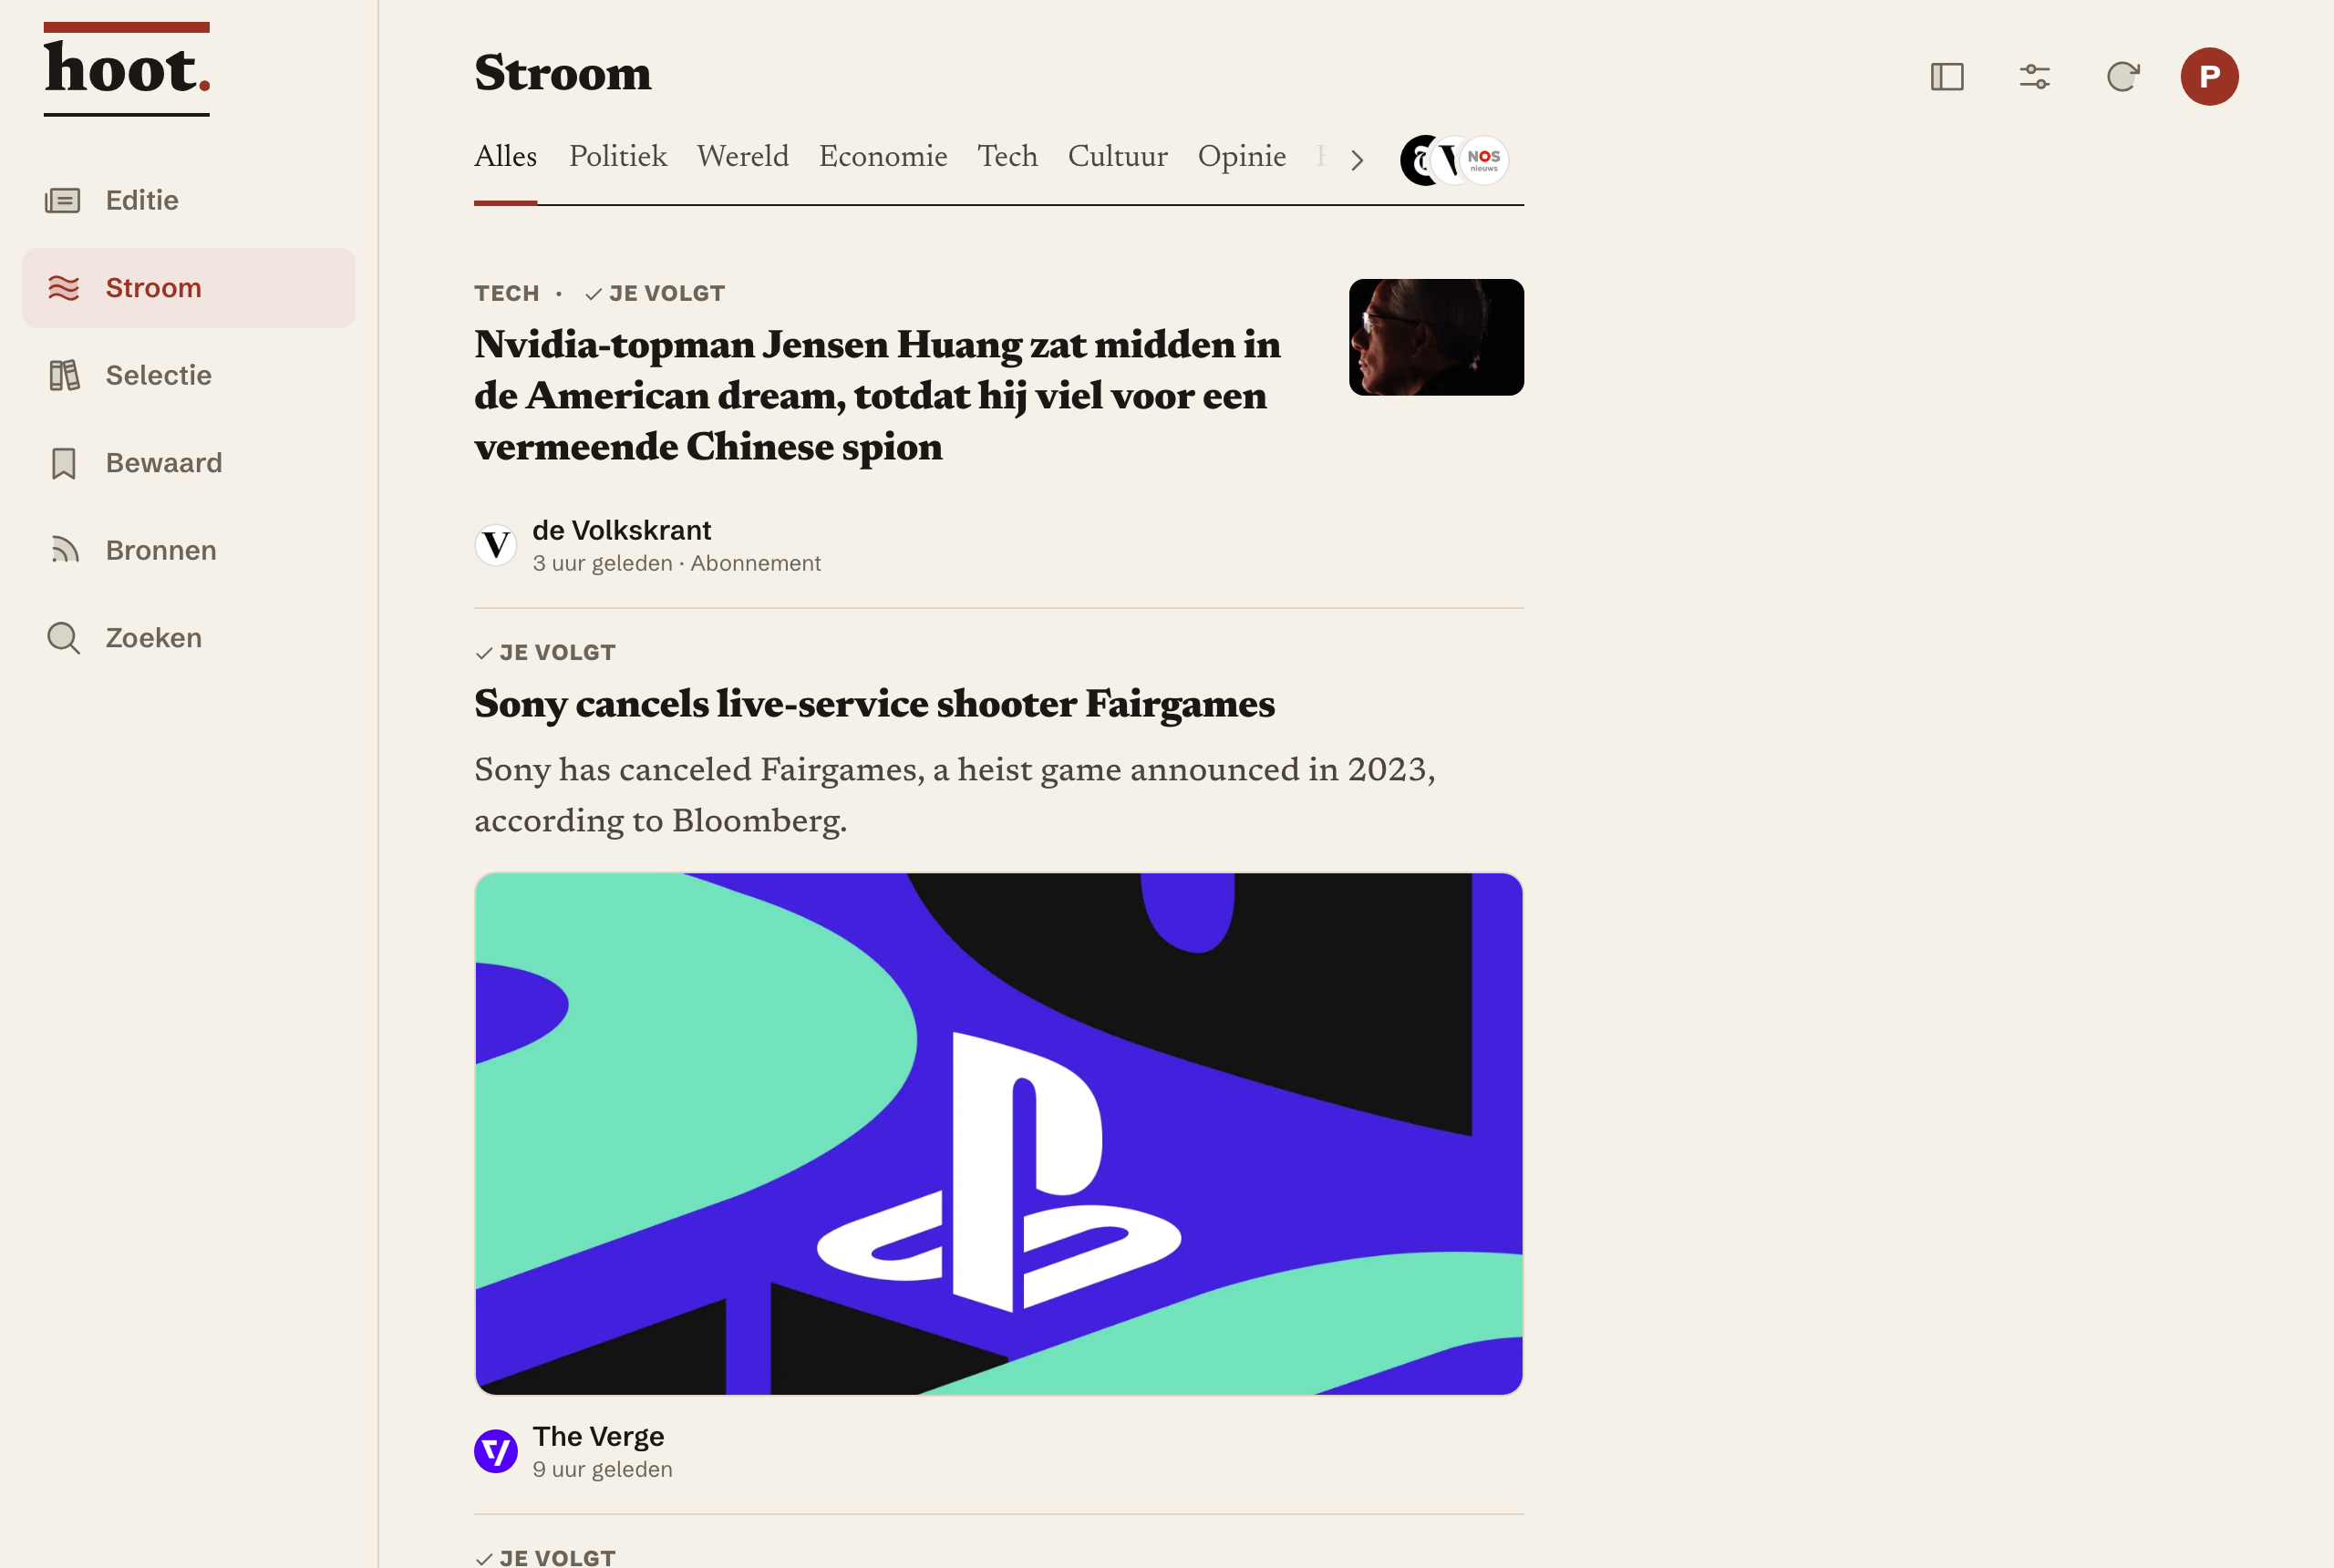 hoot.
Editie
Stroom
Selectie
Bewaard
Bronnen
Zoeken
Stroom
P
Alles Politiek Wereld Economie Tech Cultuur Opinie
NOS
nieuws
TECH · JE VOLGT
Nvidia-topman Jensen Huang zat midden in
de American dream, totdat hij viel voor een
vermeende Chinese spion
V
de Volkskrant
3 uur geleden · Abonnement
JE VOLGT
Sony cancels live-service shooter Fairgames
Sony has canceled Fairgames, a heist game announced in 2023,
according to Bloomberg.
The Verge
9 uur geleden
JE VOLGT